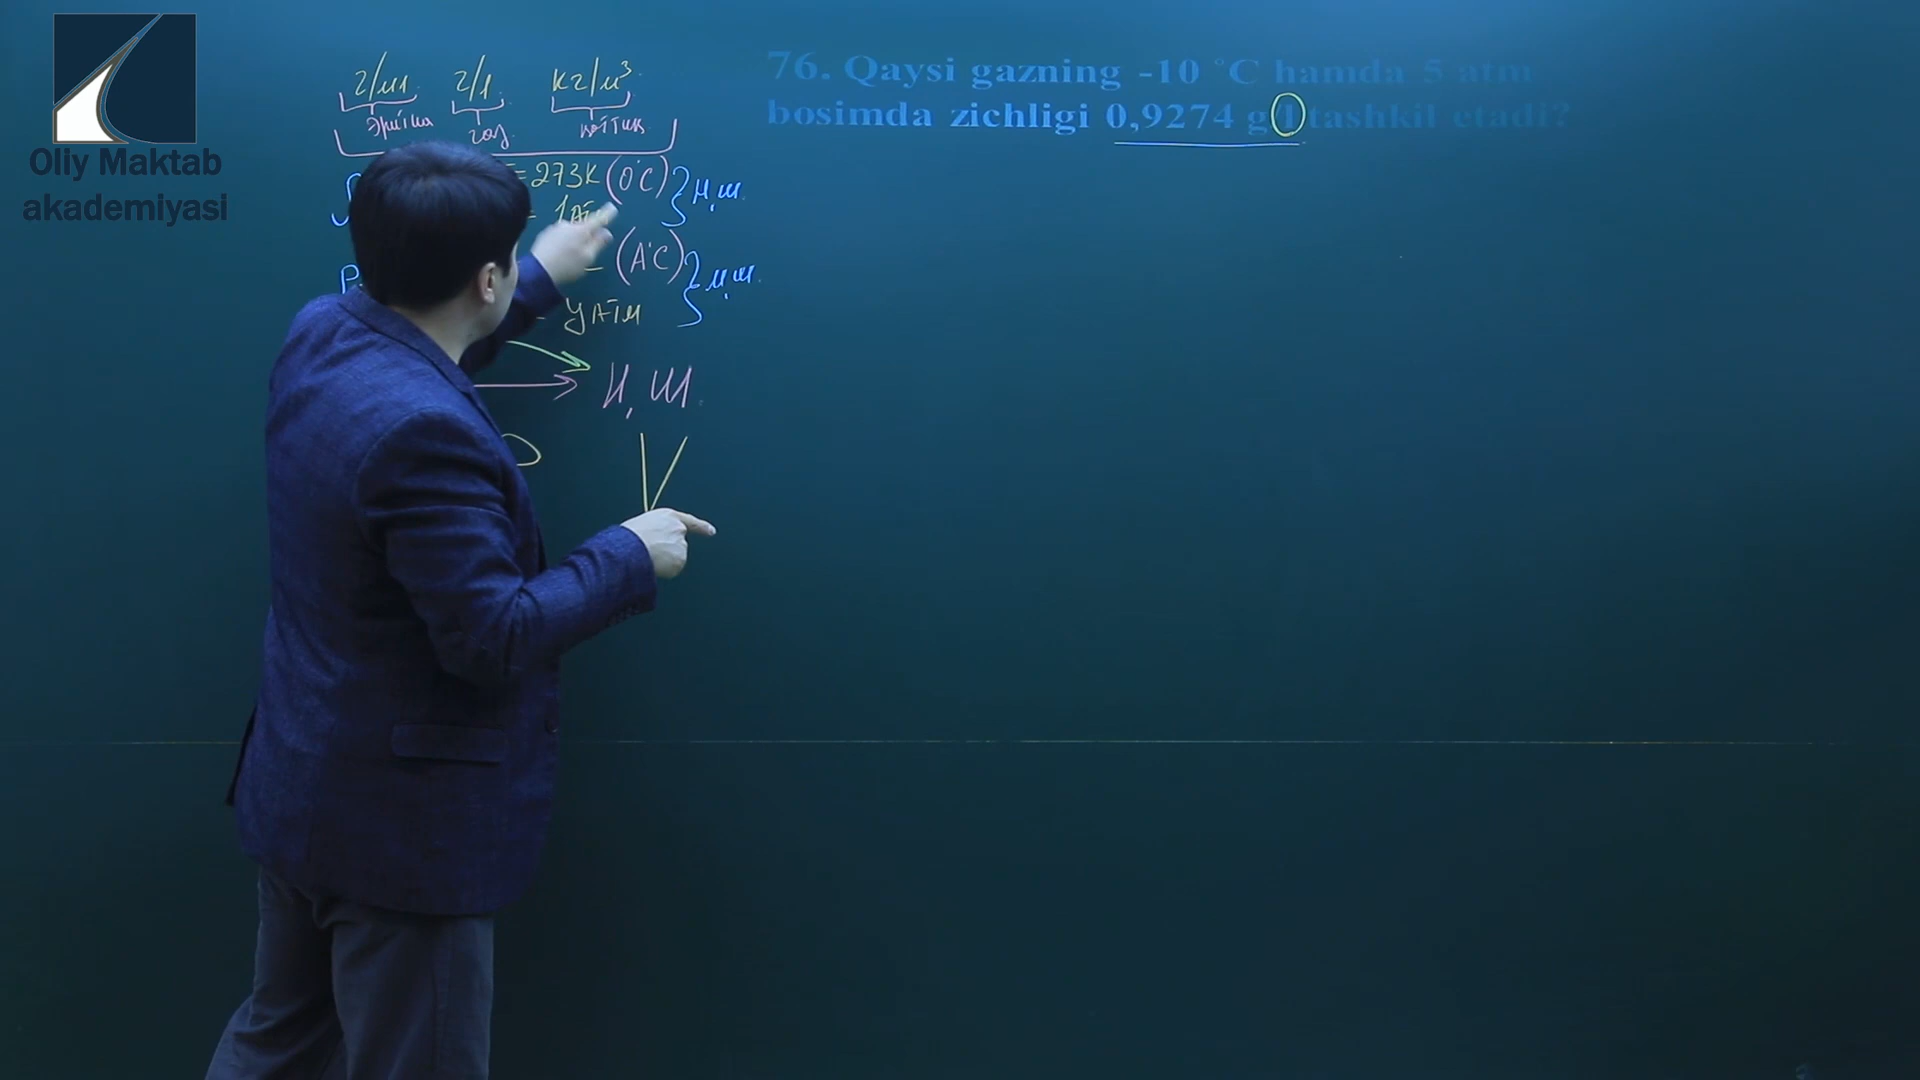 Oliy Maktab
akademiyasi
76. Qaysi gazning -10 °C hamda 5 atm
bosimda zichligi 0,9274 g/l tashkil etadi?
г/мл г/л кг/м³
эритма газ қаттиқ
= 273K (0°C) Н.Ш.
1 атм
(A°C)
У атм
Н.Ш.
V